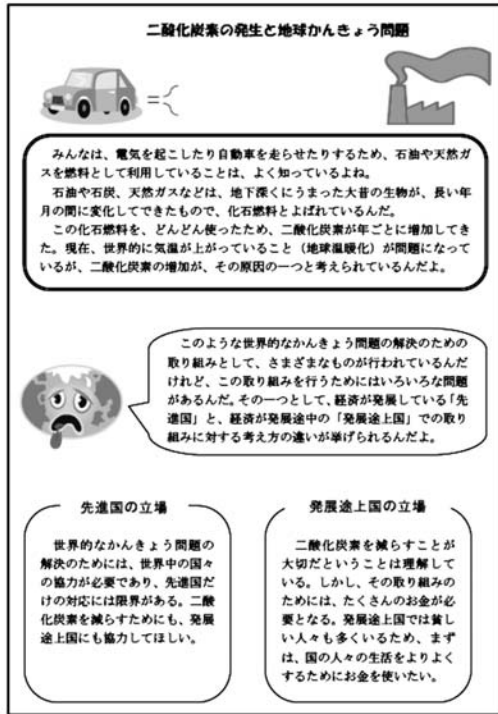 二酸化炭素の発生と地球かんきょう問題
みんなは、電気を起こしたり自動車を走らせたりするため、石油や天然ガ
スを燃料として利用していることは、よく知っているよね。
石油や石炭、天然ガスなどは、地下深くにうまった大昔の生物が、長い年
月の間に変化してできたもので、化石燃料とよばれているんだ。
この化石燃料を、どんどん使ったため、二酸化炭素が年ごとに増加してき
た。現在、世界的に気温が上がっていること（地球温暖化）が問題になって
いるが、二酸化炭素の増加が、その原因の一つと考えられているんだよ。
このような世界的なかんきょう問題の解決のための
取り組みとして、さまざまなものが行われているんだ
けれど、この取り組みを行うためにはいろいろな問題
があるんだ。その一つとして、経済が発展している「先
進国」と、経済が発展途中の「発展途上国」での取り
組みに対する考え方の違いが挙げられるんだよ。
先進国の立場
世界的なかんきょう問題の
解決のためには、世界中の国々
の協力が必要であり、先進国だ
けの対応には限界がある。二酸
化炭素を減らすためにも、発展
途上国にも協力してほしい。
発展途上国の立場
二酸化炭素を減らすことが
大切だということは理解して
いる。しかし、その取り組みの
ためには、たくさんのお金が必
要となる。発展途上国では貧し
い人々も多くいるため、まず
は、国の人々の生活をよりよく
するためにお金を使いたい。